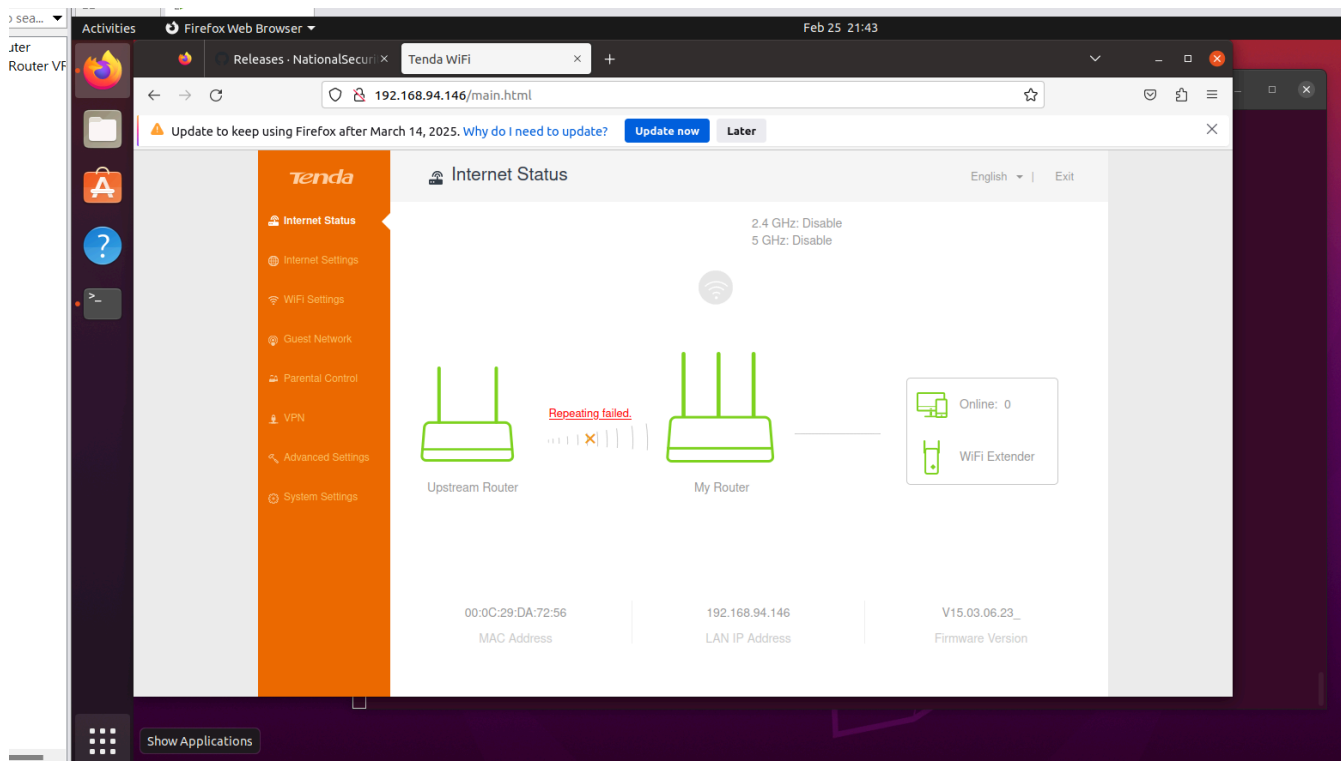 sea...
Router VF
Activities
Firefox Web Browser
Feb 25 21:43
Releases · NationalSecuri
Tenda WiFi
192.168.94.146/main.html
Update to keep using Firefox after March 14, 2025. Why do I need to update?
Update now
Later
Tenda
Internet Status
English
|
Exit
Internet Status
Internet Settings
WiFi Settings
Guest Network
Parental Control
VPN
Advanced Settings
System Settings
2.4 GHz: Disable
5 GHz: Disable
Repeating failed.
Upstream Router
My Router
Online: 0
WiFi Extender
00:0C:29:DA:72:56
MAC Address
192.168.94.146
LAN IP Address
V15.03.06.23_
Firmware Version
Show Applications